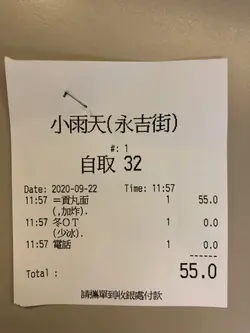 小雨天(永吉街)
#: 1
自取 32
Date: 2020-09-22 Time: 11:57
11:57 =貢丸面 1 55.0
(,加炸).
11:57 冬OT 1 0.0
(少冰).
11:57 電話 1 0.0
Total: 55.0
請攜單到收銀處付款